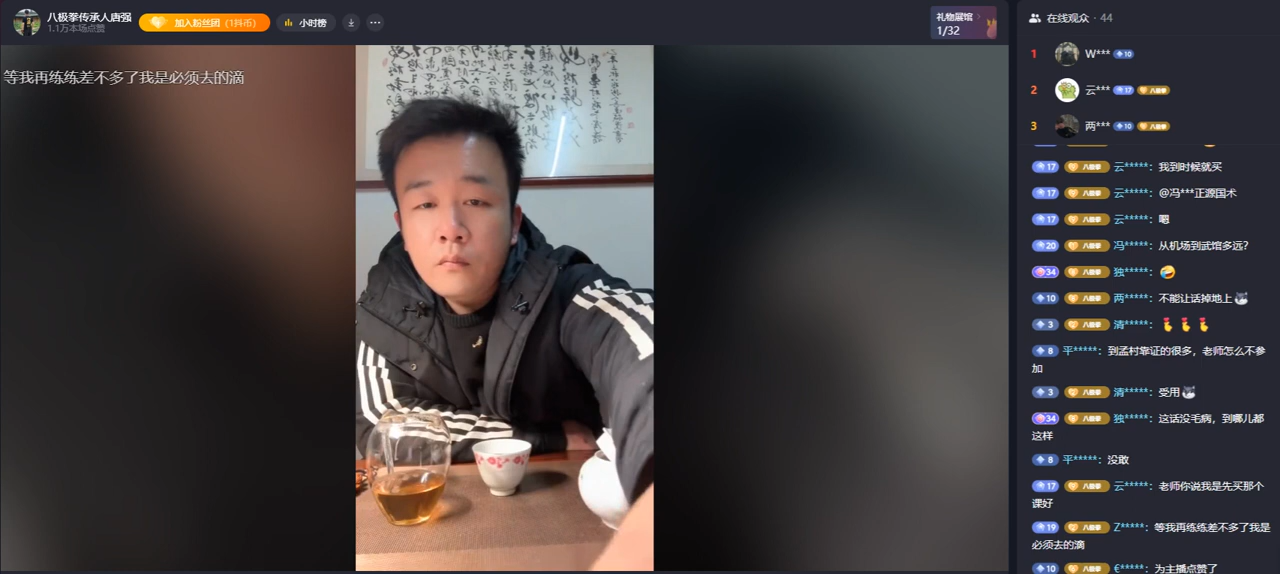 八极拳传承人唐强
1.1万本场点赞
加入粉丝团（1抖币）
小时榜
礼物展馆
1/32
等我再练练差不多了我是必须去的滴
在线观众 · 44
1 W*** 10
2 云*** 17 八极拳
3 两*** 10 八极拳
17 八极拳 云*****：我到时候就买
17 八极拳 云*****：@冯***正源国术
17 八极拳 云*****：嗯
20 八极拳 冯*****：从机场到武馆多远?
34 八极拳 独*****：🤣
10 八极拳 两*****：不能让话掉地上
3 八极拳 清*****：
8 平*****：到孟村靠证的很多，老师怎么不参
加
3 八极拳 清*****：受用
34 八极拳 独*****：这话没毛病，到哪儿都
这样
8 平*****：没敢
17 八极拳 云*****：老师你说我是先买那个
课好
19 八极拳 Z*****：等我再练练差不多了我是
必须去的滴
10 八极拳 €*****：为主播点赞了